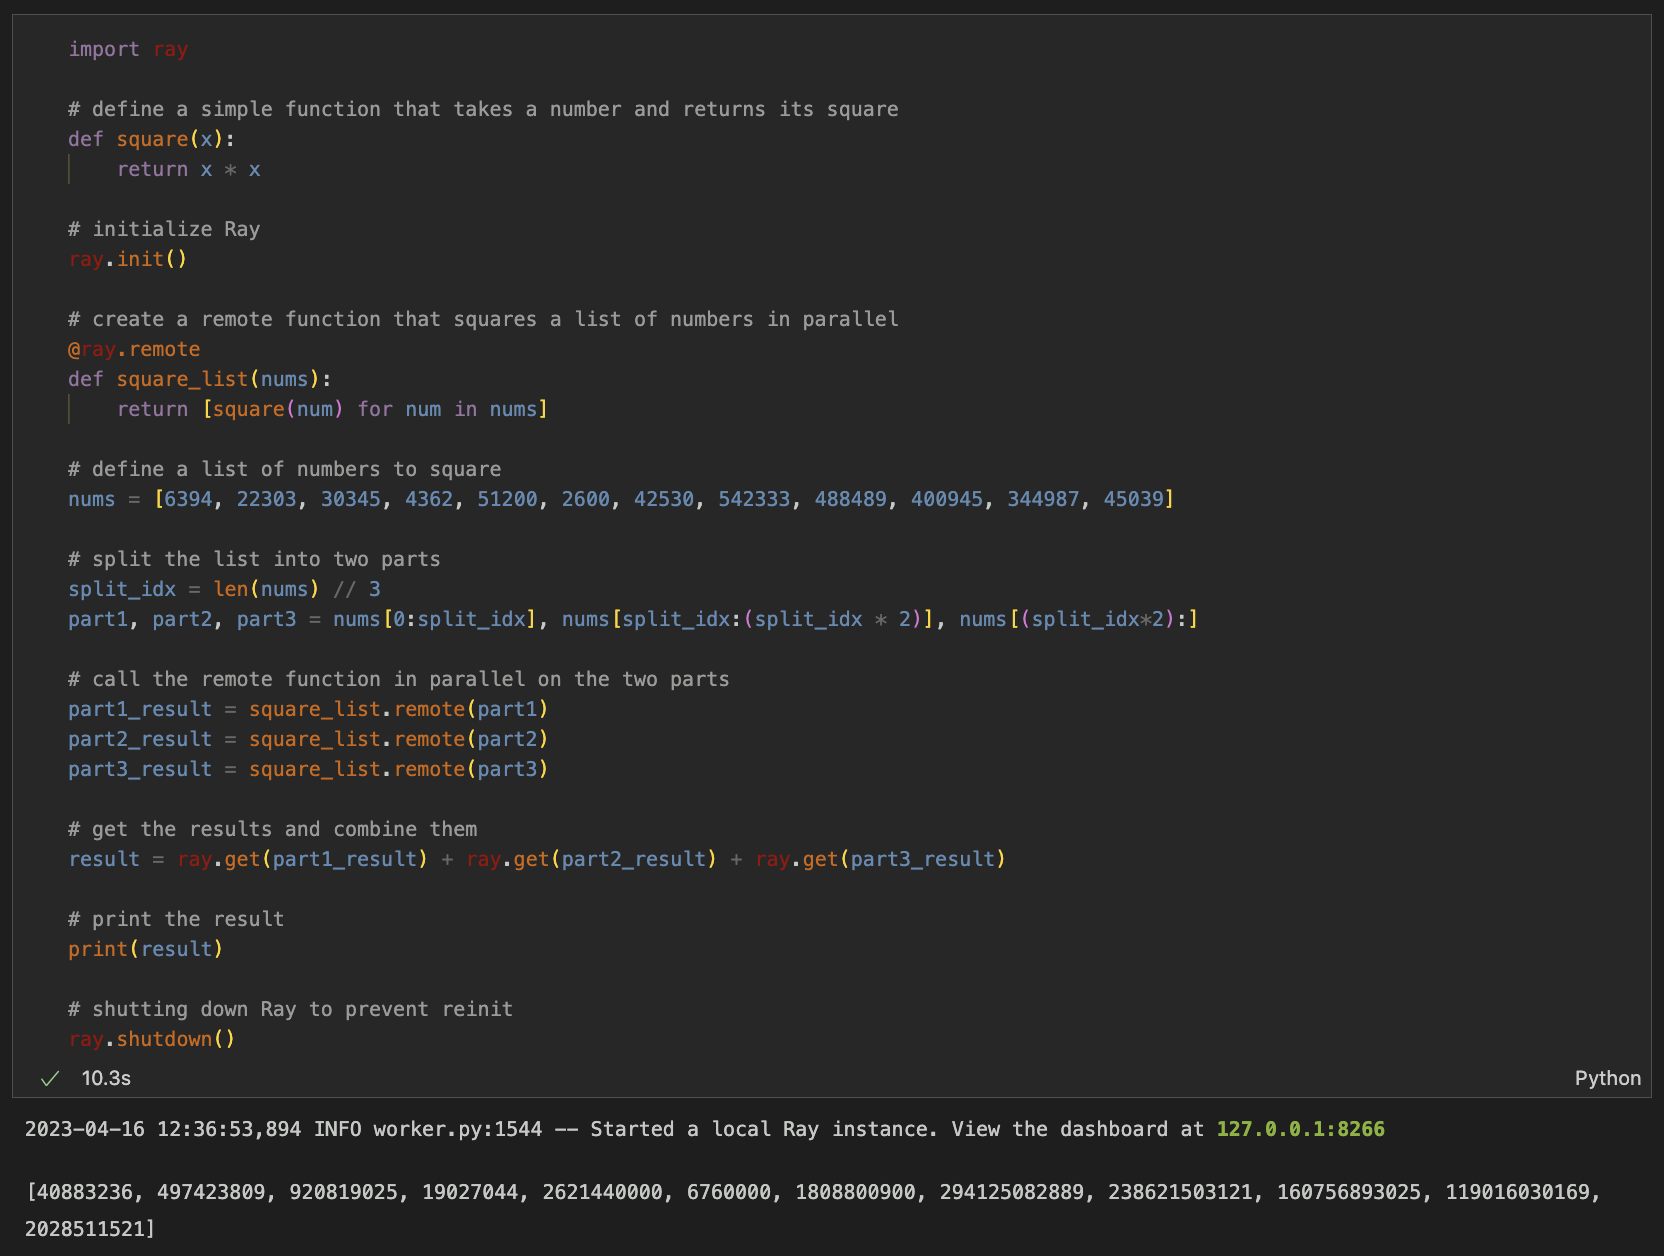 import ray
# define a simple function that takes a number and returns its square
def square(x):
    return x * x
# initialize Ray
ray.init()
# create a remote function that squares a list of numbers in parallel
@ray.remote
def square_list(nums):
    return [square(num) for num in nums]
# define a list of numbers to square
nums = [6394, 22303, 30345, 4362, 51200, 2600, 42530, 542333, 488489, 400945, 344987, 45039]
# split the list into two parts
split_idx = len(nums) // 3
part1, part2, part3 = nums[0:split_idx], nums[split_idx:(split_idx * 2)], nums[(split_idx*2):]
# call the remote function in parallel on the two parts
part1_result = square_list.remote(part1)
part2_result = square_list.remote(part2)
part3_result = square_list.remote(part3)
# get the results and combine them
result = ray.get(part1_result) + ray.get(part2_result) + ray.get(part3_result)
# print the result
print(result)
# shutting down Ray to prevent reinit
ray.shutdown()
✓ 10.3s Python
2023-04-16 12:36:53,894 INFO worker.py:1544 -- Started a local Ray instance. View the dashboard at 127.0.0.1:8266
[40883236, 497423809, 920819025, 19027044, 2621440000, 6760000, 1808800900, 294125082889, 238621503121, 160756893025, 119016030169,
2028511521]